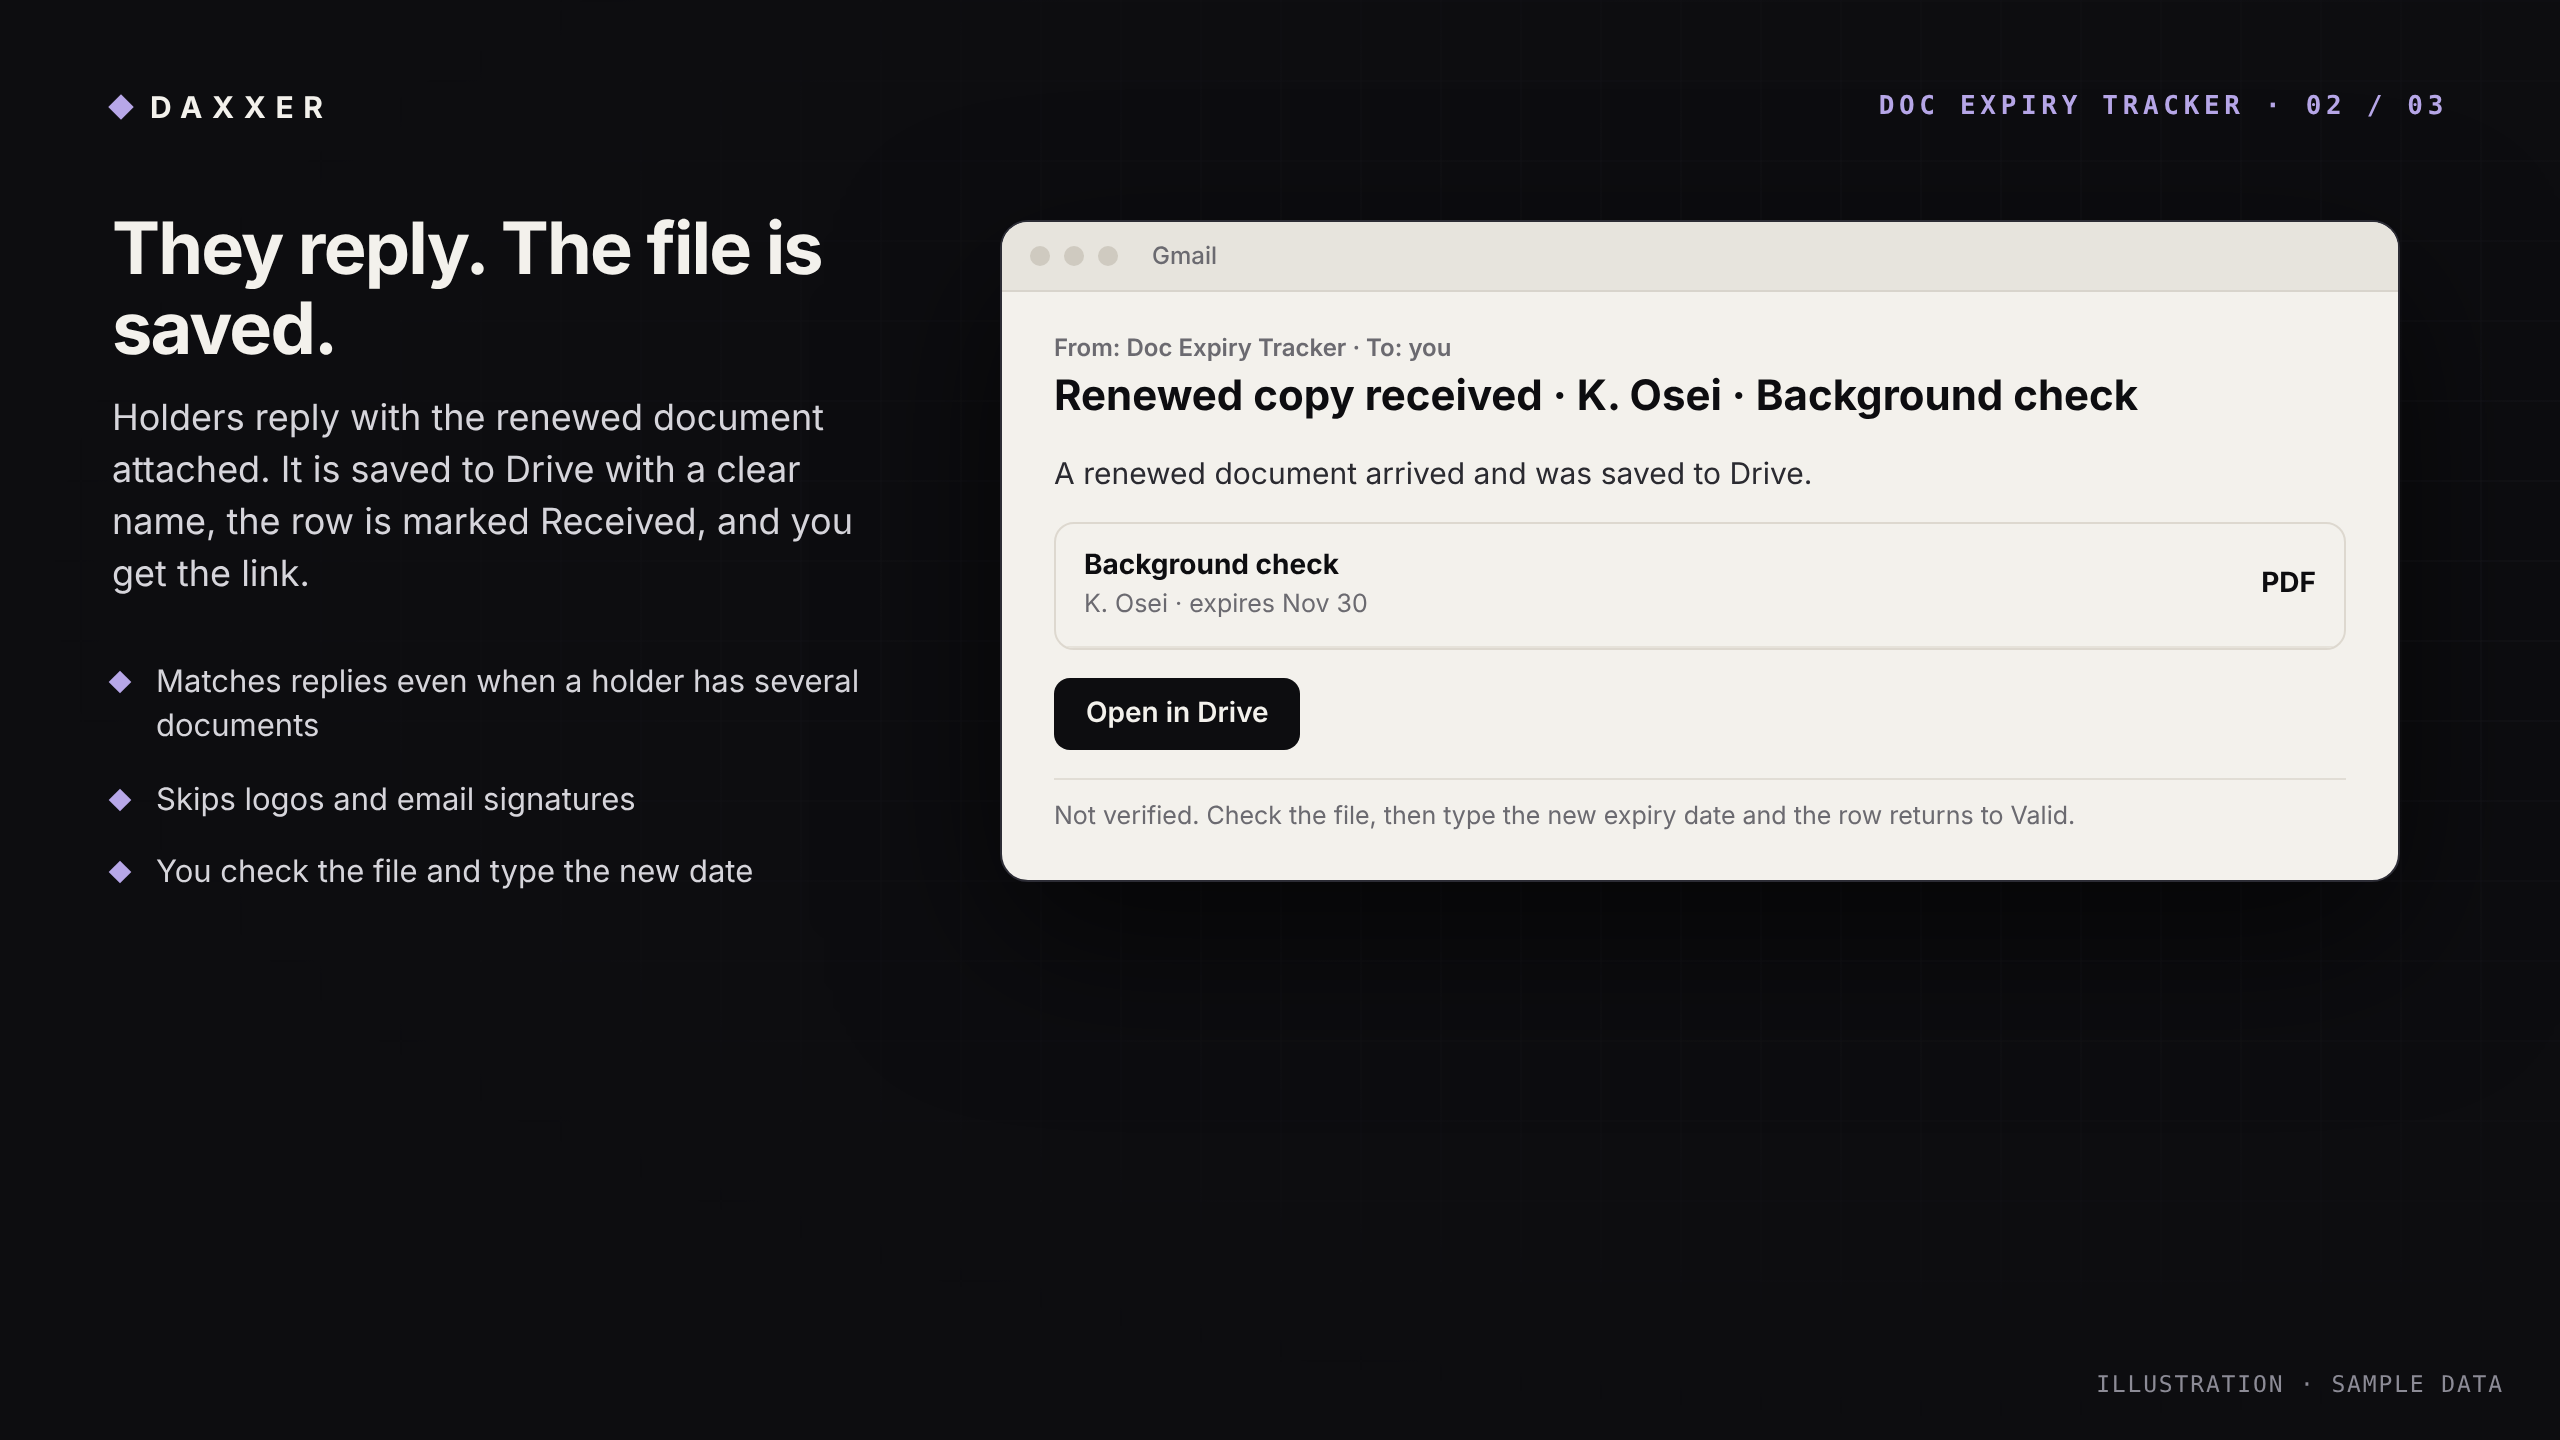 DAXXER
DOC EXPIRY TRACKER · 02 / 03
They reply. The file is
saved.
Holders reply with the renewed document
attached. It is saved to Drive with a clear
name, the row is marked Received, and you
get the link.
Matches replies even when a holder has several
documents
Skips logos and email signatures
You check the file and type the new date
Gmail
From: Doc Expiry Tracker · To: you
Renewed copy received · K. Osei · Background check
A renewed document arrived and was saved to Drive.
Background check
K. Osei · expires Nov 30
PDF
Open in Drive
Not verified. Check the file, then type the new expiry date and the row returns to Valid.
ILLUSTRATION · SAMPLE DATA